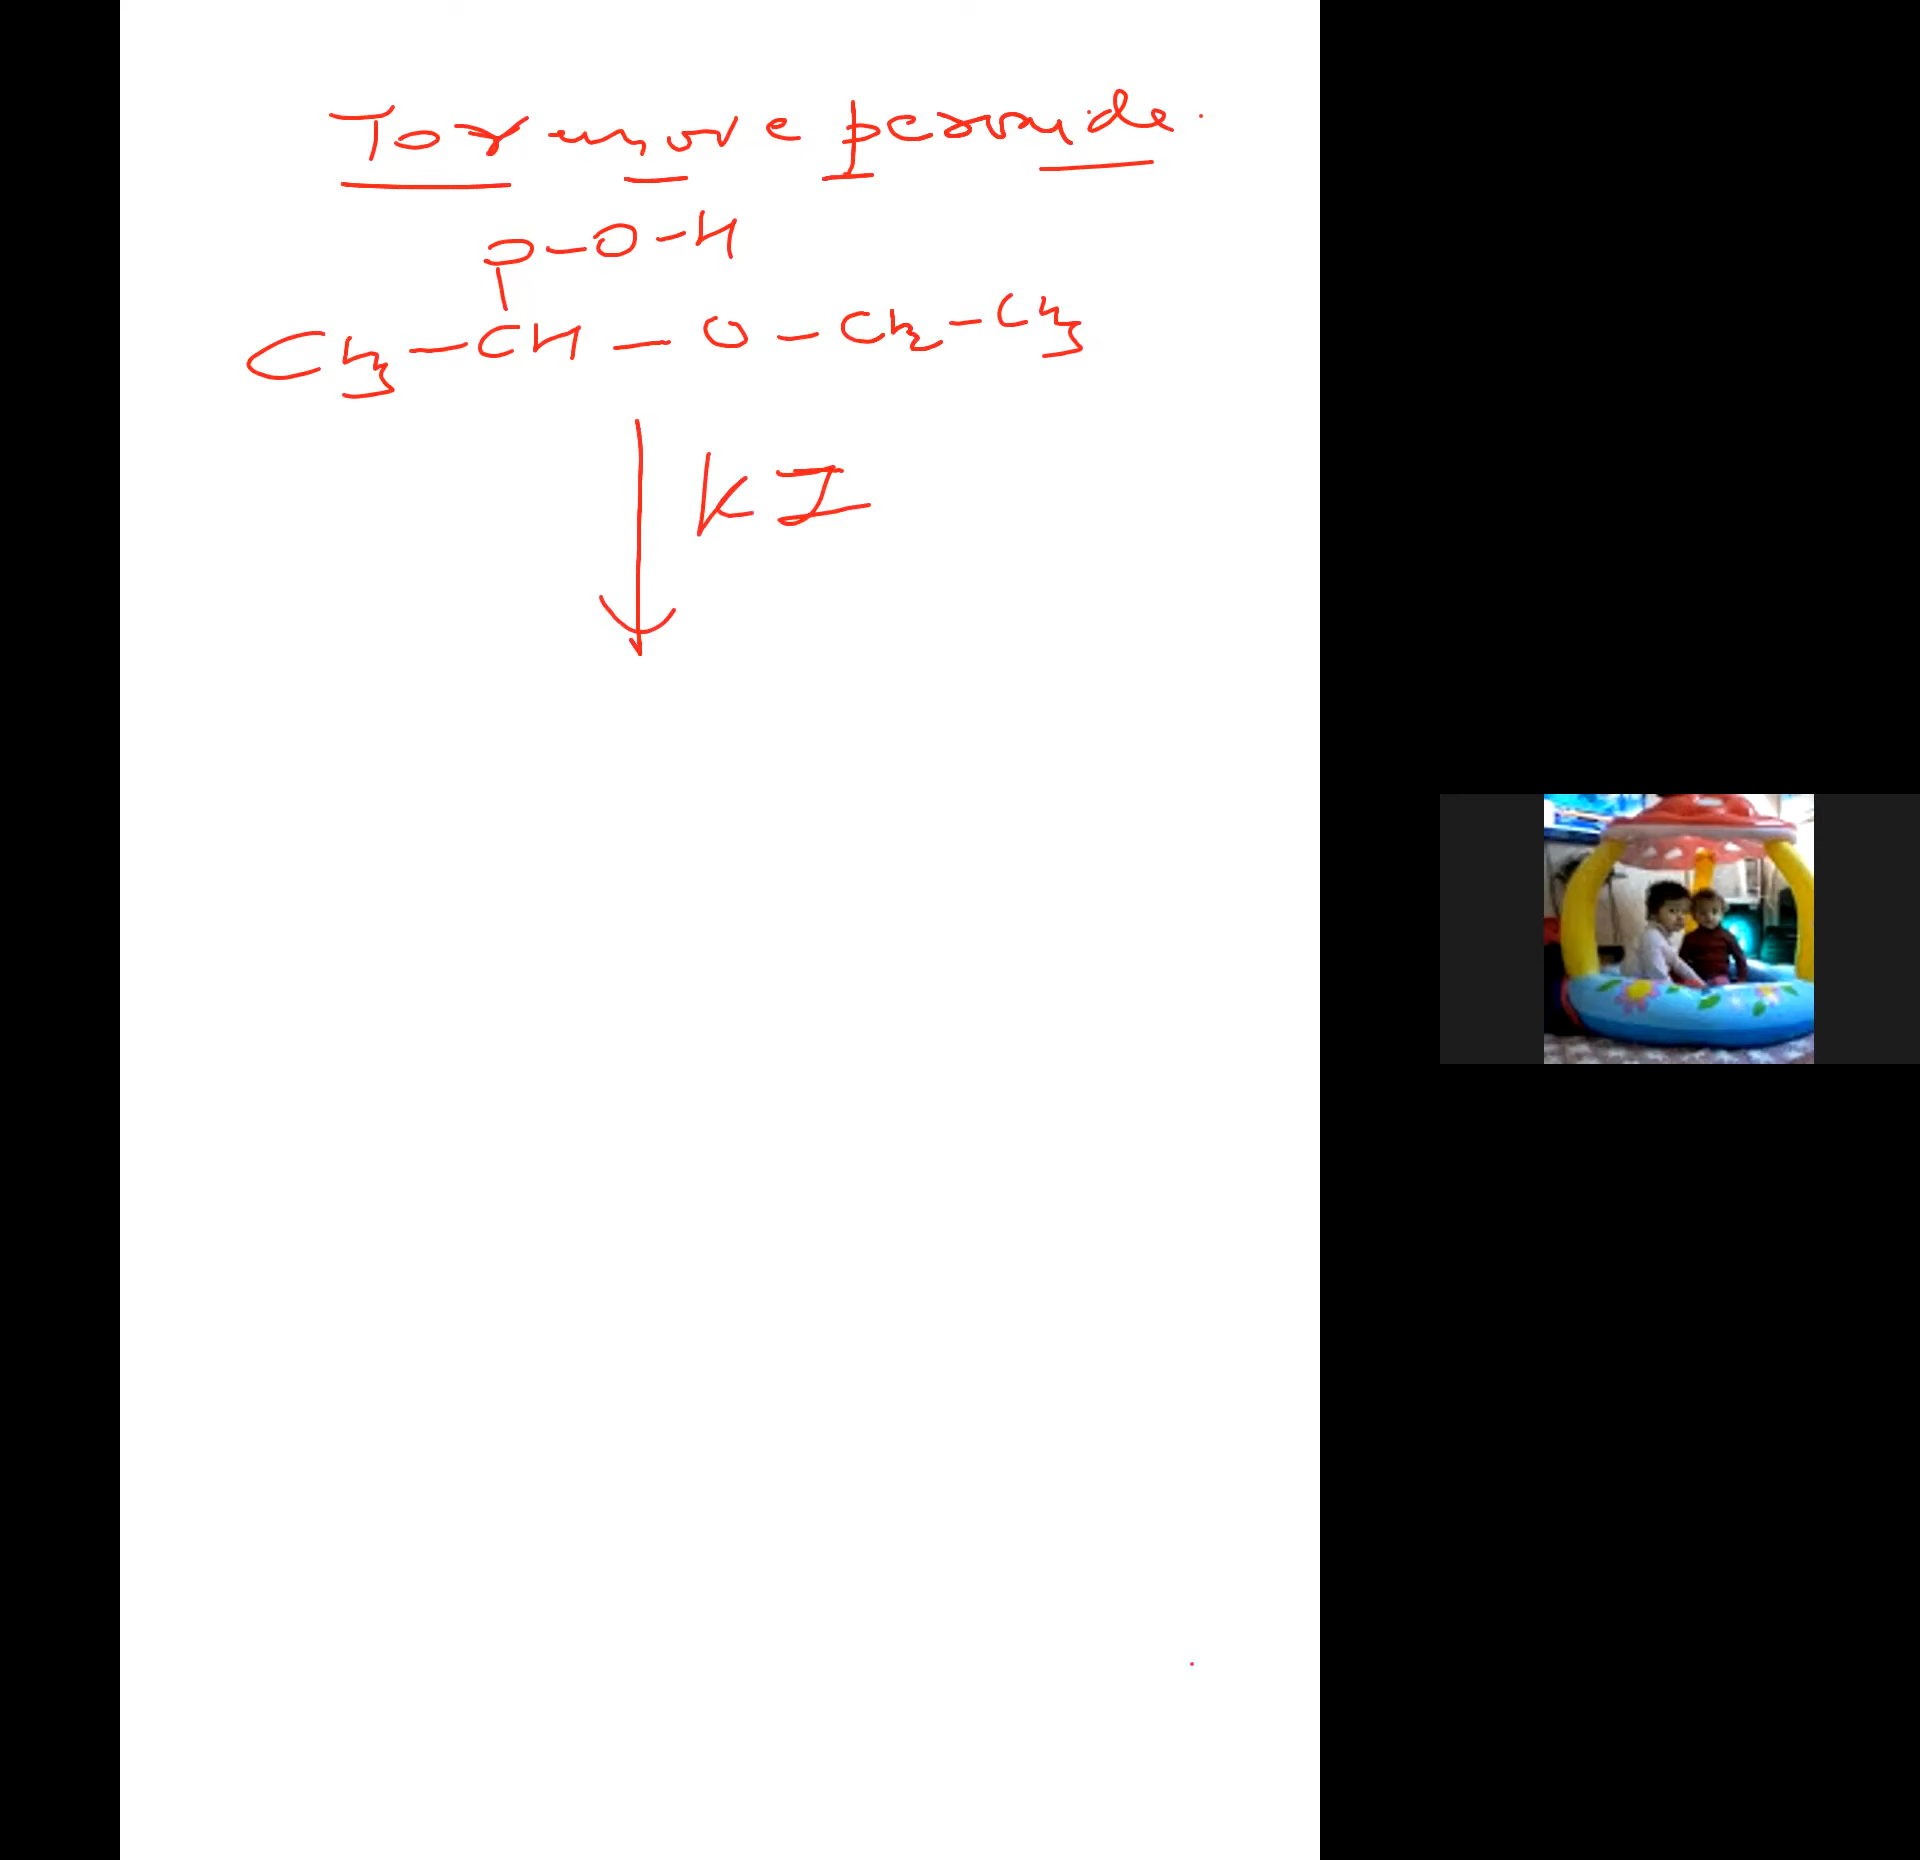 To remove peroxide.
O-O-H
|
CH3-CH-O-CH2-CH3
KI